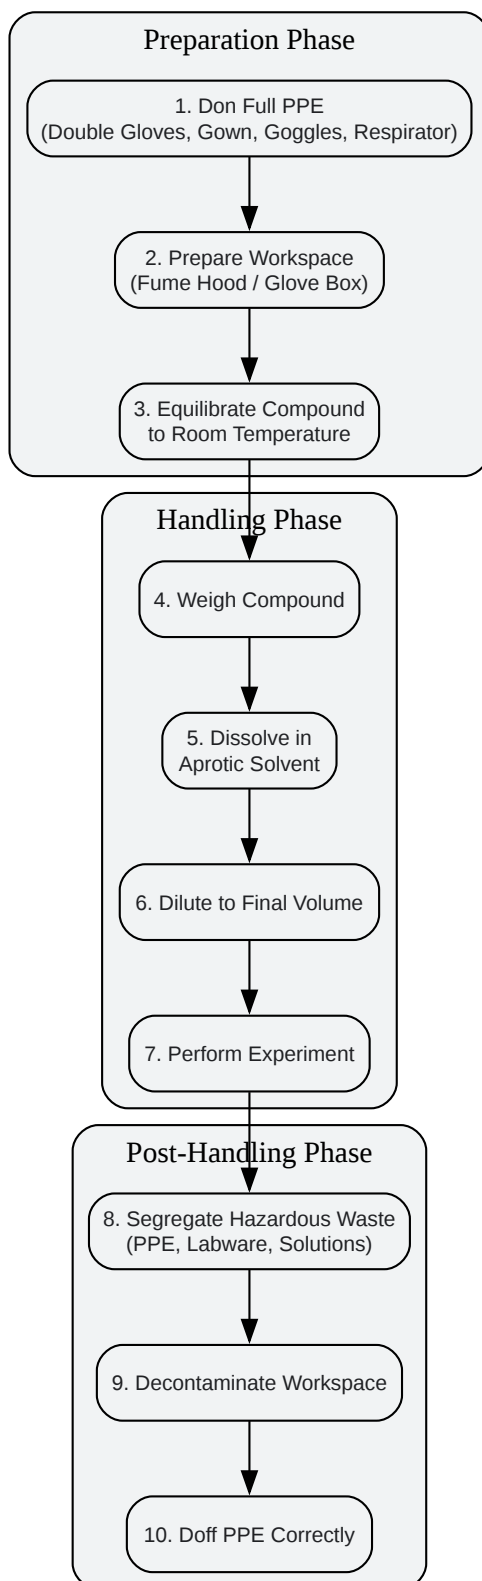 Preparation Phase
1. Don Full PPE
(Double Gloves, Gown, Goggles, Respirator)
2. Prepare Workspace
(Fume Hood / Glove Box)
3. Equilibrate Compound
to Room Temperature
Handling Phase
4. Weigh Compound
5. Dissolve in
Aprotic Solvent
6. Dilute to Final Volume
7. Perform Experiment
Post-Handling Phase
8. Segregate Hazardous Waste
(PPE, Labware, Solutions)
9. Decontaminate Workspace
10. Doff PPE Correctly